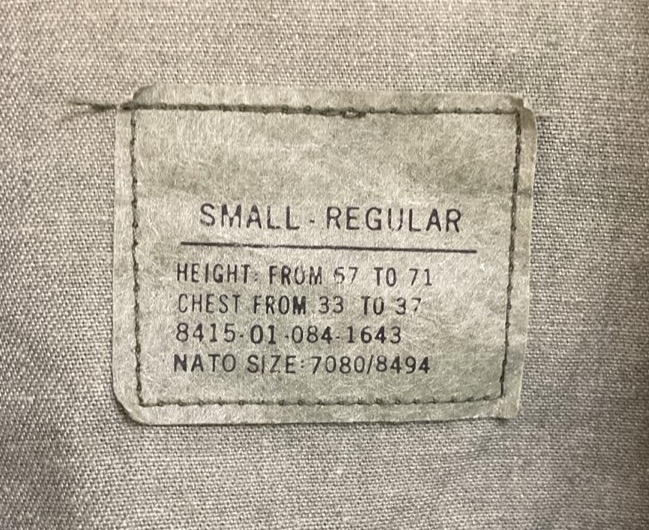 SMALL - REGULAR
HEIGHT: FROM 67 TO 71
CHEST FROM 33 TO 37
8415-01-084-1643
NATO SIZE: 7080/8494